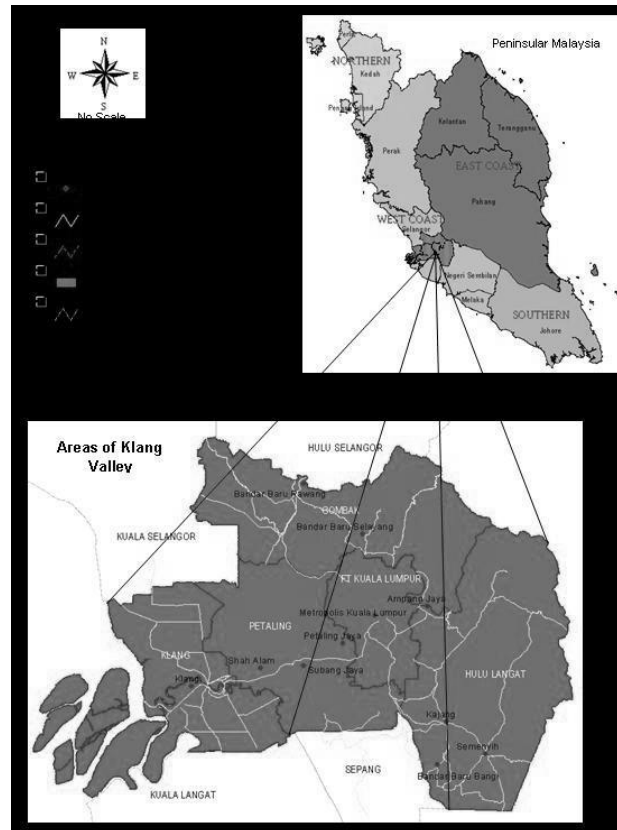 N
W E
S
No Scale
Peninsular Malaysia
NORTHERN
Kedah
Perak
Kelantan
Terengganu
EAST COAST
Pahang
WEST COAST
Selangor
Negeri Sembilan
Melaka
SOUTHERN
Johore
Areas of Klang
Valley
HULU SELANGOR
Bandar Baru Rawang
GOMBAK
Bandar Baru Selayang
KUALA SELANGOR
FT KUALA LUMPUR
Ampang Jaya
PETALING
Metropolis Kuala Lumpur
Petaling Jaya
KLANG
Shah Alam
Subang Jaya
HULU LANGAT
Klang
Kajang
Semenyih
SEPANG
Bandar Baru Bangi
KUALA LANGAT